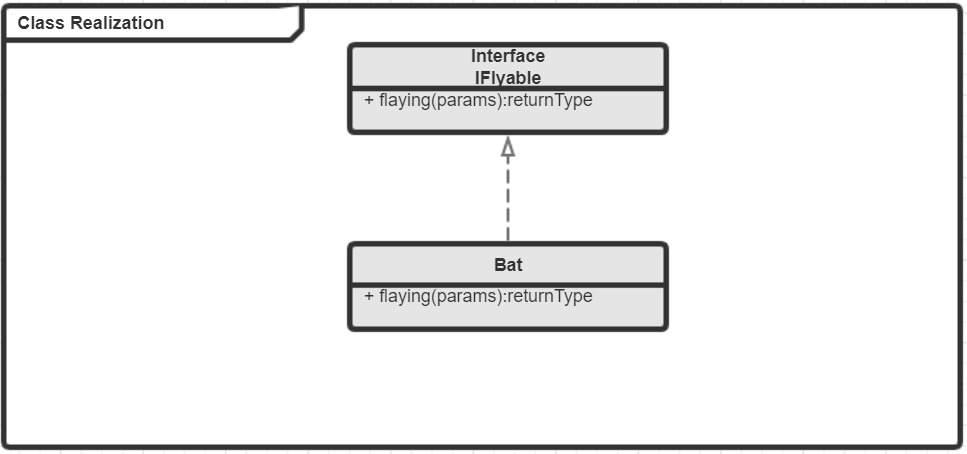 Class Realization
Interface
IFlyable
+ flaying(params):returnType
Bat
+ flaying(params):returnType